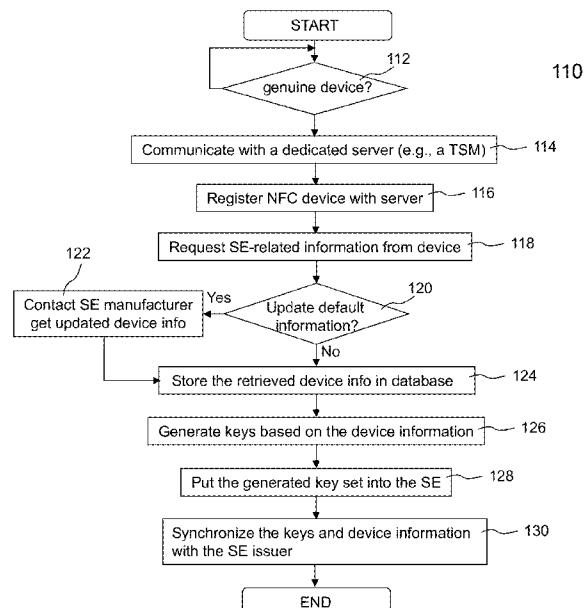 START
112
110
genuine device?
Communicate with a dedicated server (e.g., a TSM)
114
Register NFC device with server
116
Request SE-related information from device
118
122
120
Contact SE manufacturer
get updated device info
Yes
Update default
information?
No
Store the retrieved device info in database
124
Generate keys based on the device information
126
Put the generated key set into the SE
128
Synchronize the keys and device information
with the SE issuer
130
END